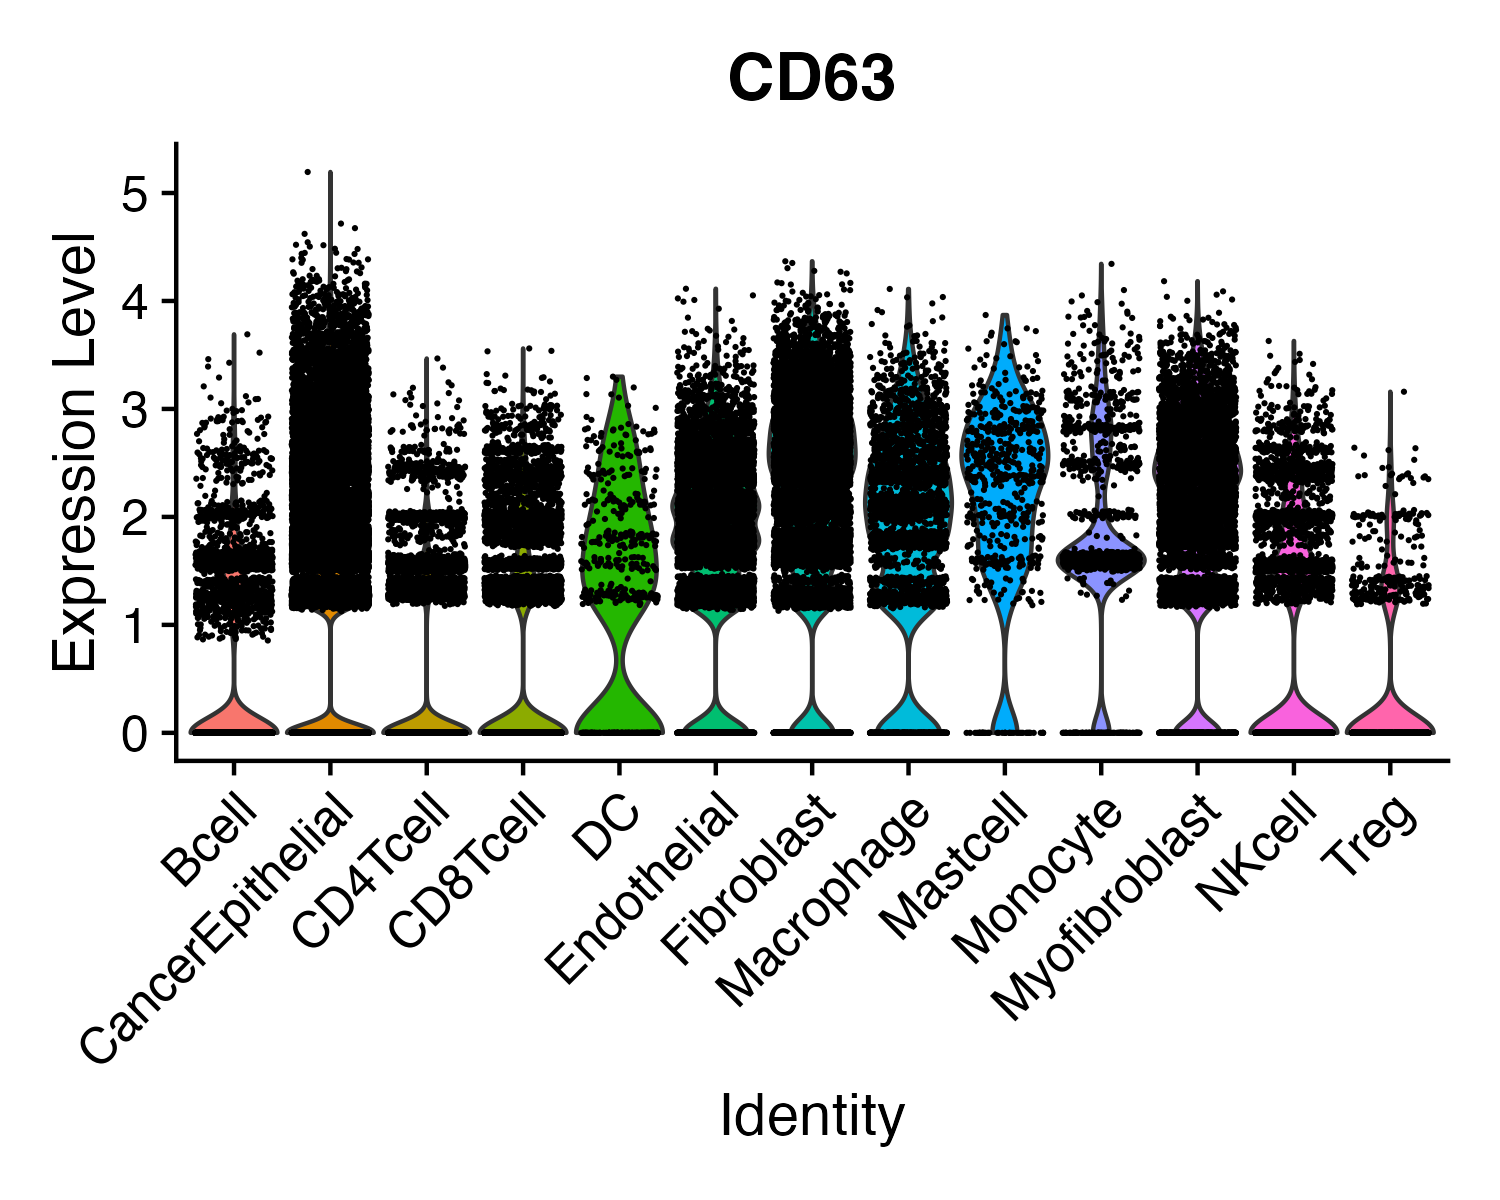 CD63
Expression Level
5
4
3
2
1
0
Bcell
CancerEpithelial
CD4Tcell
CD8Tcell
DC
Endothelial
Fibroblast
Macrophage
Mastcell
Monocyte
Myofibroblast
NKcell
Treg
Identity